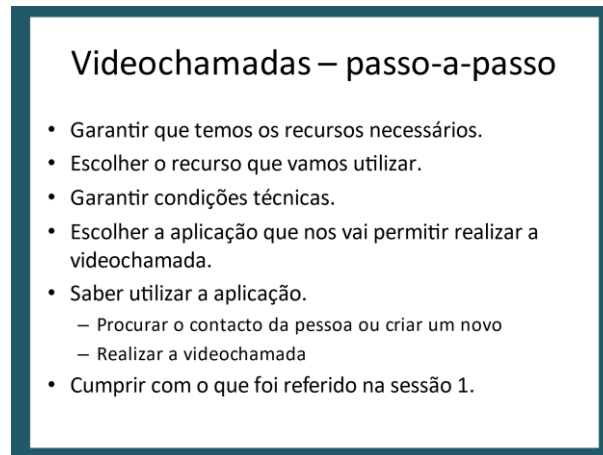 Videochamadas – passo-a-passo
• Garantir que temos os recursos necessários.
• Escolher o recurso que vamos utilizar.
• Garantir condições técnicas.
• Escolher a aplicação que nos vai permitir realizar a
videochamada.
• Saber utilizar a aplicação.
– Procurar o contacto da pessoa ou criar um novo
– Realizar a videochamada
• Cumprir com o que foi referido na sessão 1.